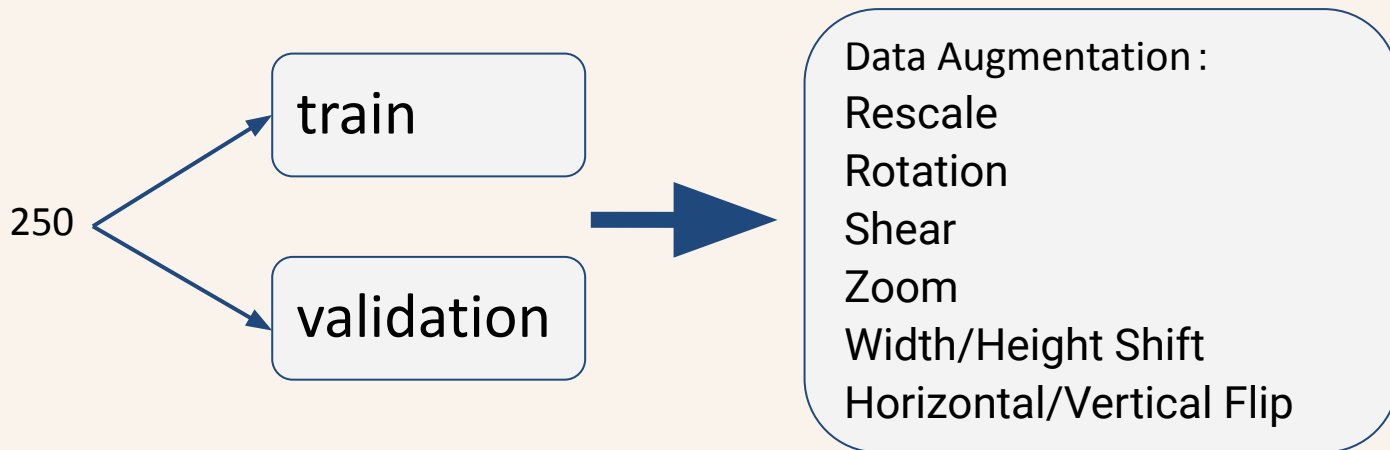 250
train
validation
Data Augmentation :
Rescale
Rotation
Shear
Zoom
Width/Height Shift
Horizontal/Vertical Flip